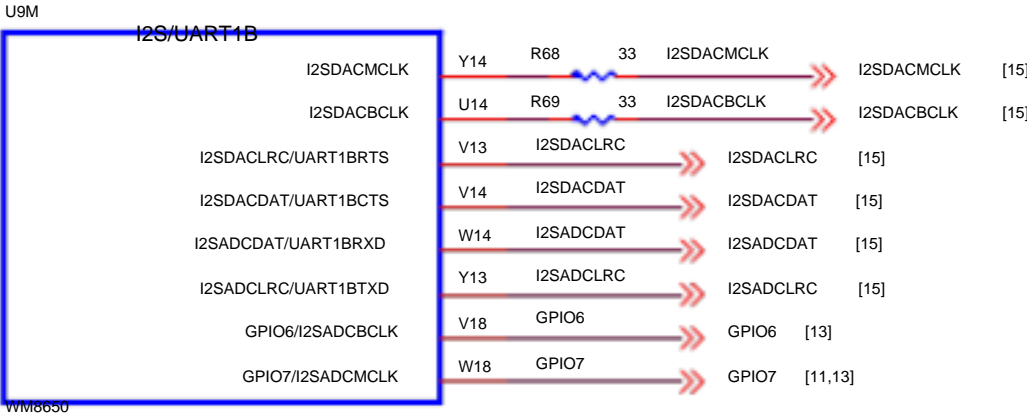 U9M
I2S/UART1B
I2SDACMCLK Y14 R68 33 I2SDACMCLK I2SDACMCLK [15]
I2SDACBCLK U14 R69 33 I2SDACBCLK I2SDACBCLK [15]
I2SDACLRC/UART1BRTS V13 I2SDACLRC I2SDACLRC [15]
I2SDACDAT/UART1BCTS V14 I2SDACDAT I2SDACDAT [15]
I2SADCDAT/UART1BRXD W14 I2SADCDAT I2SADCDAT [15]
I2SADCLRC/UART1BTXD Y13 I2SADCLRC I2SADCLRC [15]
GPIO6/I2SADCBCLK V18 GPIO6 GPIO6 [13]
GPIO7/I2SADCMCLK W18 GPIO7 GPIO7 [11,13]
WM8650